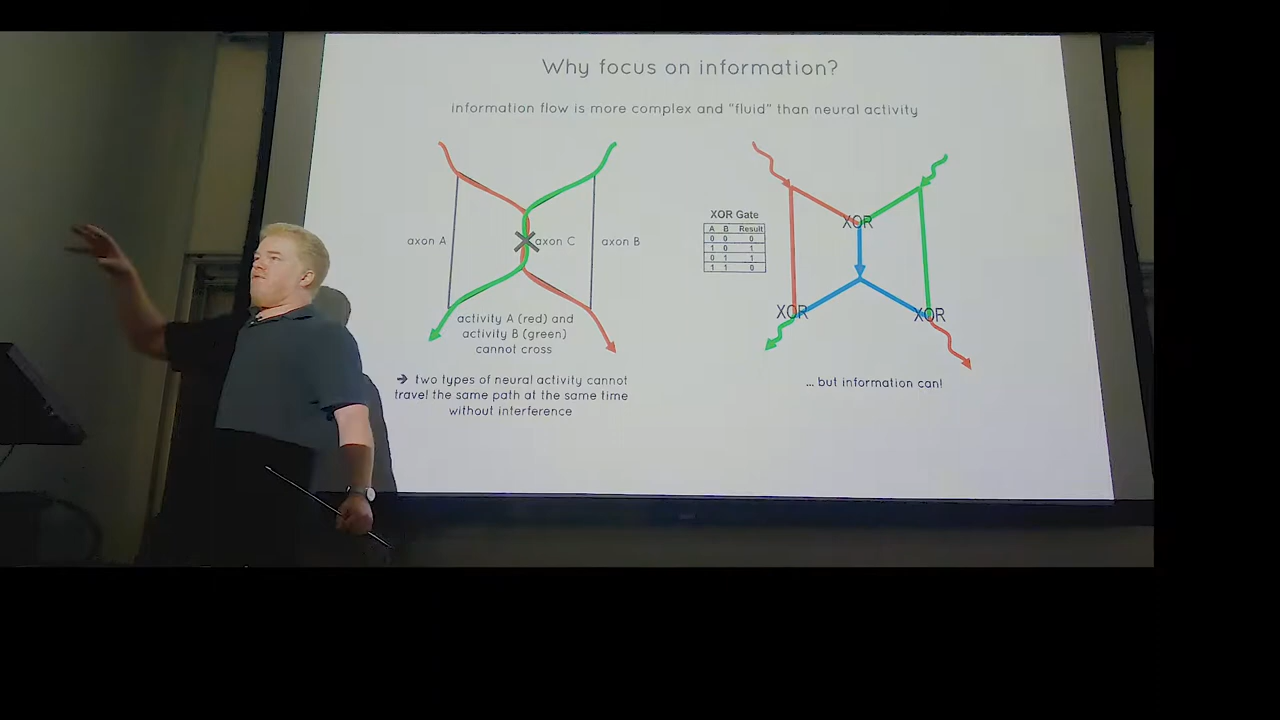 Why focus on information?
information flow is more complex and "fluid" than neural activity
axon A
axon C
axon B
activity A (red) and
activity B (green)
cannot cross
➔ two types of neural activity cannot
travel the same path at the same time
without interference
XOR Gate
A B Result
0 0 0
1 0 1
0 1 1
1 1 0
XOR
XOR
XOR
... but information can!